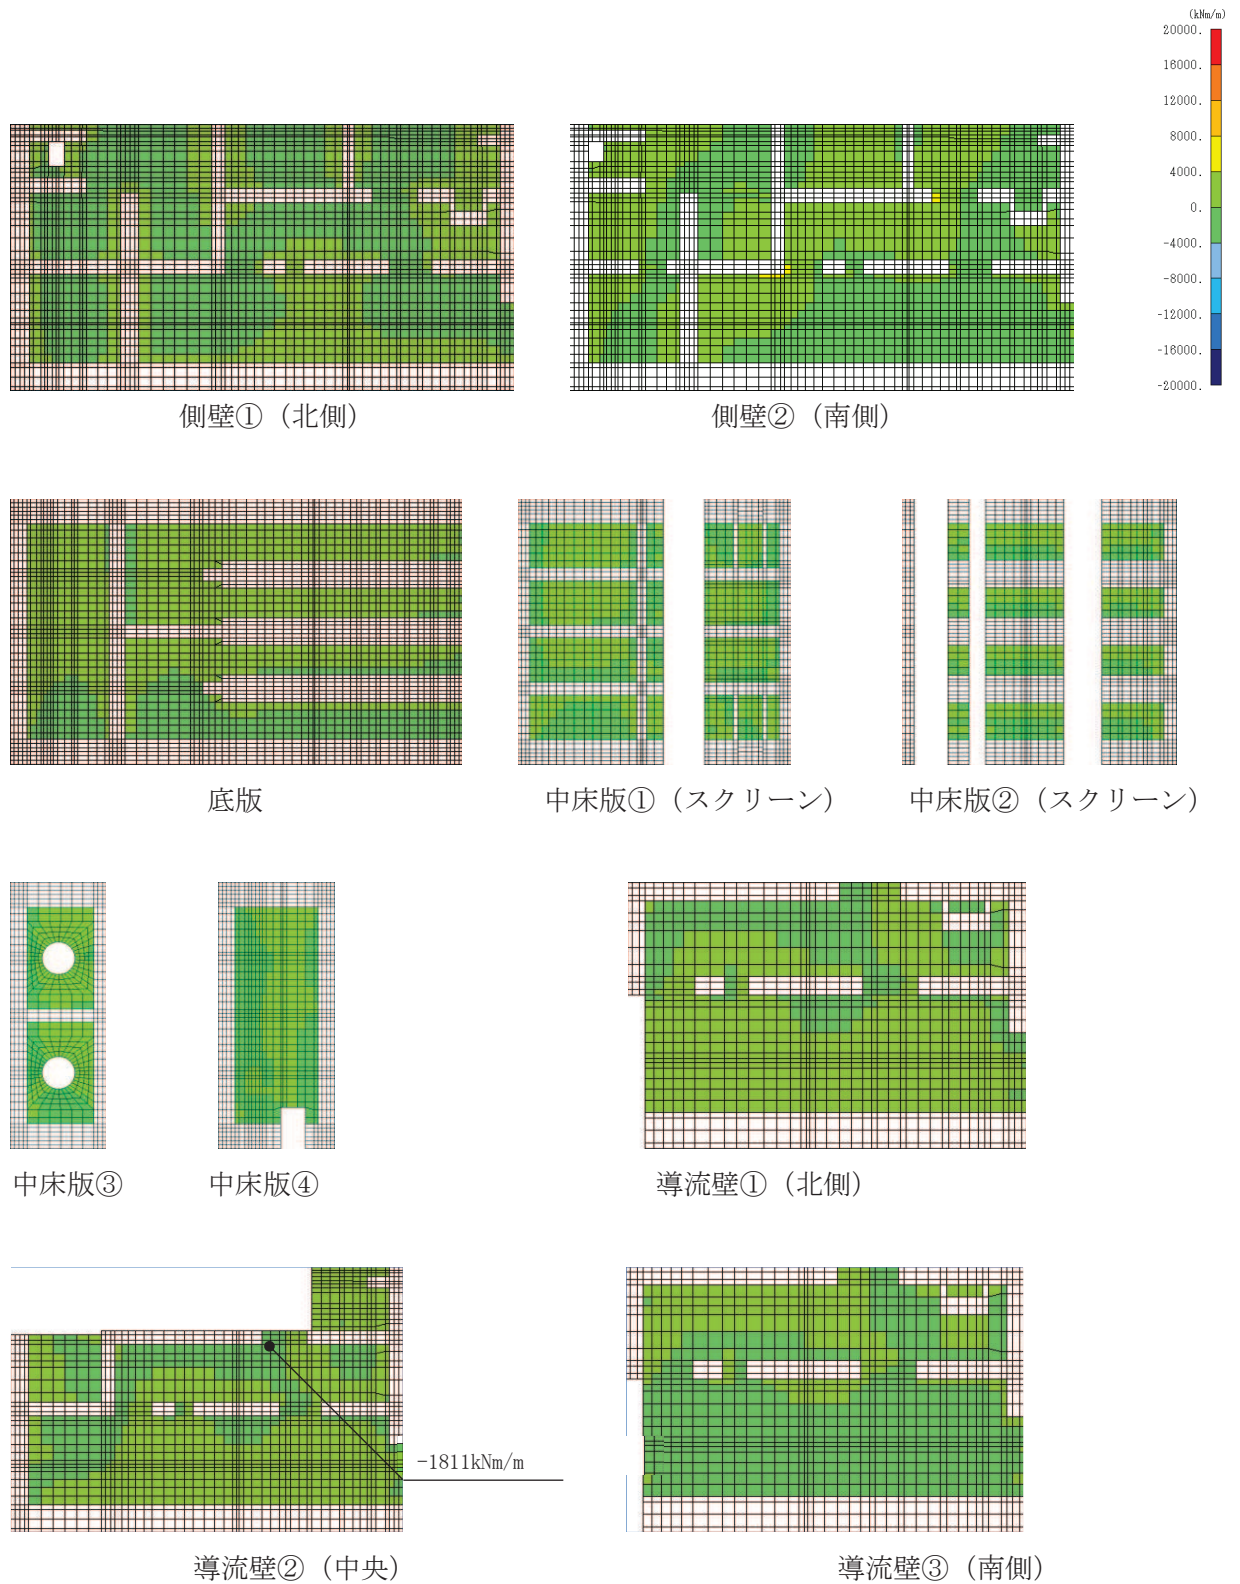 (kNm/m)
20000.
16000.
12000.
8000.
4000.
0.
-4000.
-8000.
-12000.
-16000.
-20000.
側壁①（北側）
側壁②（南側）
底版
中床版①（スクリーン）
中床版②（スクリーン）
中床版③
中床版④
導流壁①（北側）
-1811kNm/m
導流壁②（中央）
導流壁③（南側）